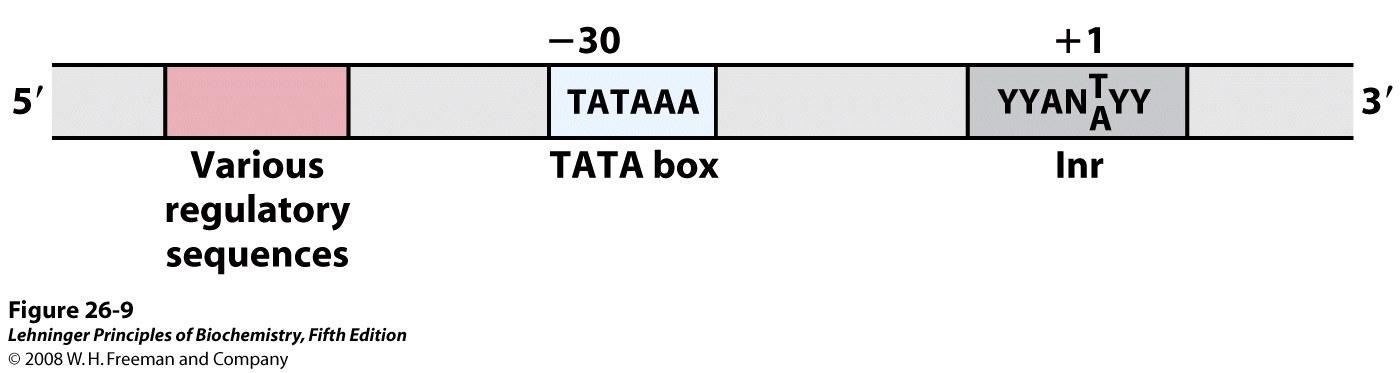 −30 +1
5′ TATAAA YYANTAYY 3′
Various TATA box Inr
regulatory
sequences
Figure 26-9
Lehninger Principles of Biochemistry, Fifth Edition
© 2008 W. H. Freeman and Company